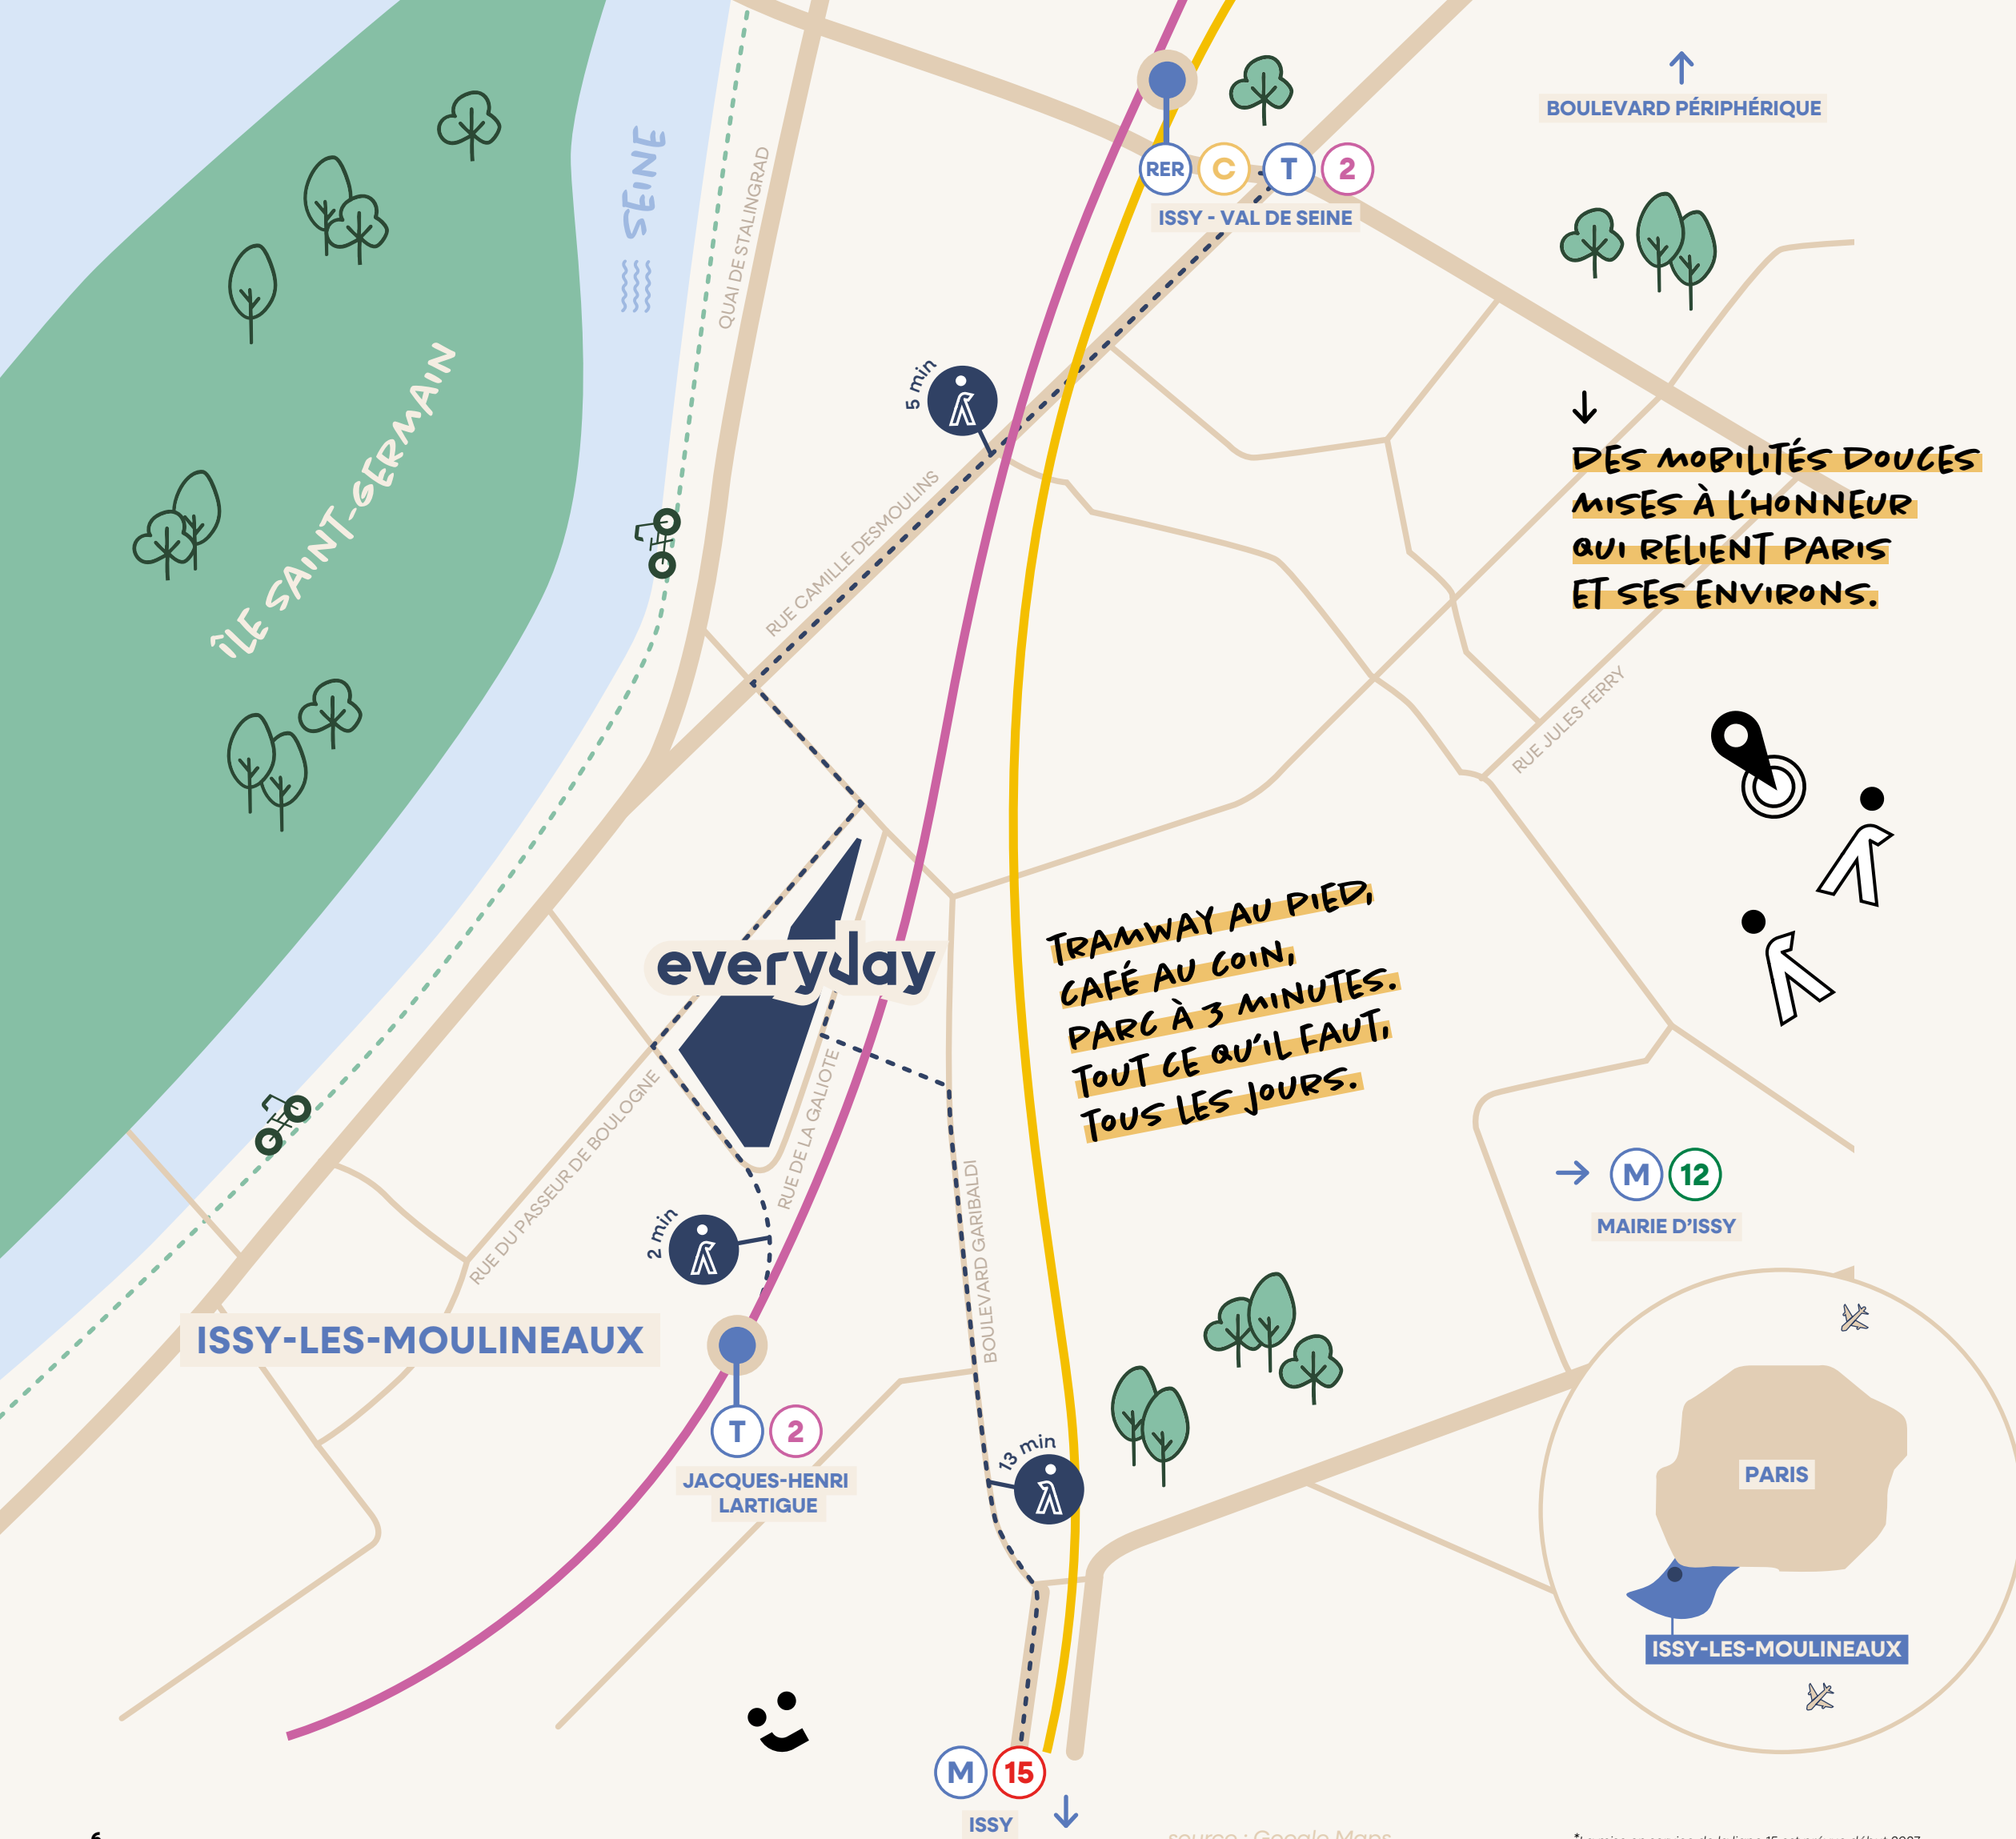 BOULEVARD PÉRIPHÉRIQUE
SEINE
QUAI DE STALINGRAD
RER C T 2
ISSY - VAL DE SEINE
ÎLE SAINT-GERMAIN
5 min
RUE CAMILLE DESMOULINS
DES MOBILITÉS DOUCES
MISES À L'HONNEUR
QUI RELIENT PARIS
ET SES ENVIRONS.
RUE JULES FERRY
everyday
TRAMWAY AU PIED,
CAFÉ AU COIN,
PARC À 3 MINUTES.
TOUT CE QU'IL FAUT,
TOUS LES JOURS.
RUE DU PASSEUR DE BOULOGNE
RUE DE LA GALIOTE
BOULEVARD GARIBALDI
M 12
MAIRIE D'ISSY
2 min
ISSY-LES-MOULINEAUX
T 2
JACQUES-HENRI
LARTIGUE
13 min
PARIS
ISSY-LES-MOULINEAUX
M 15
ISSY
source : Google Maps